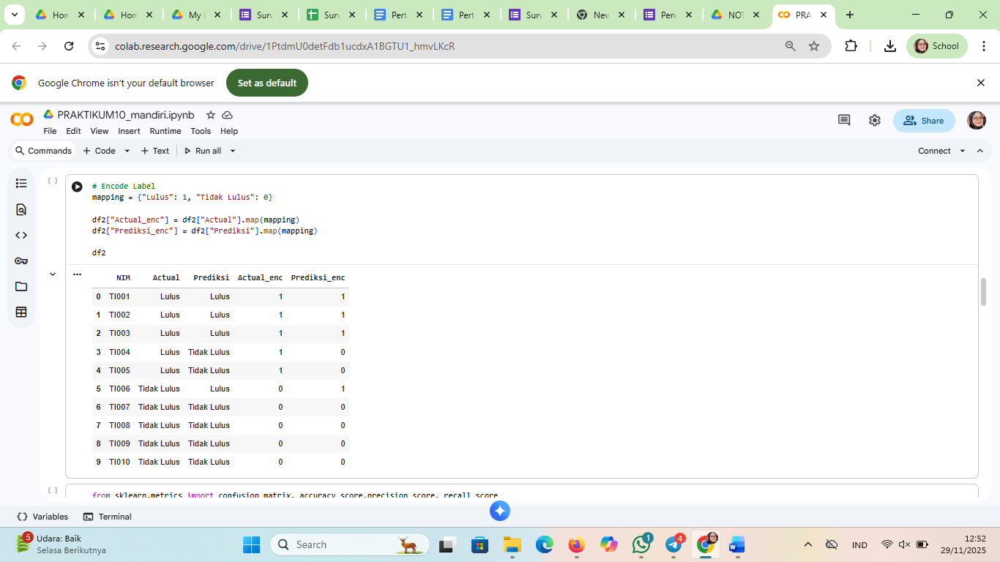 Hor
Hor
My
Surv
Surv
Pert
Pert
Surv
New
Pen
NOT
PRA
colab.research.google.com/drive/1PtdmU0detFdb1ucdxA1BGTU1_hmvLKcR
School
Google Chrome isn't your default browser
Set as default
PRAKTIKUM10_mandiri.ipynb
File Edit View Insert Runtime Tools Help
Share
Commands + Code + Text Run all
Connect
[ ]
# Encode Label
mapping = {"Lulus": 1, "Tidak Lulus": 0}
df2["Actual_enc"] = df2["Actual"].map(mapping)
df2["Prediksi_enc"] = df2["Prediksi"].map(mapping)
df2
NIM Actual Prediksi Actual_enc Prediksi_enc
0 TI001 Lulus Lulus 1 1
1 TI002 Lulus Lulus 1 1
2 TI003 Lulus Lulus 1 1
3 TI004 Lulus Tidak Lulus 1 0
4 TI005 Lulus Tidak Lulus 1 0
5 TI006 Tidak Lulus Lulus 0 1
6 TI007 Tidak Lulus Tidak Lulus 0 0
7 TI008 Tidak Lulus Tidak Lulus 0 0
8 TI009 Tidak Lulus Tidak Lulus 0 0
9 TI010 Tidak Lulus Tidak Lulus 0 0
[ ]
from sklearn.metrics import confusion_matrix, accuracy_score,precision_score, recall_score
Variables Terminal
5
Udara: Baik
Selasa Berikutnya
Search
1
4
IND
12:52
29/11/2025